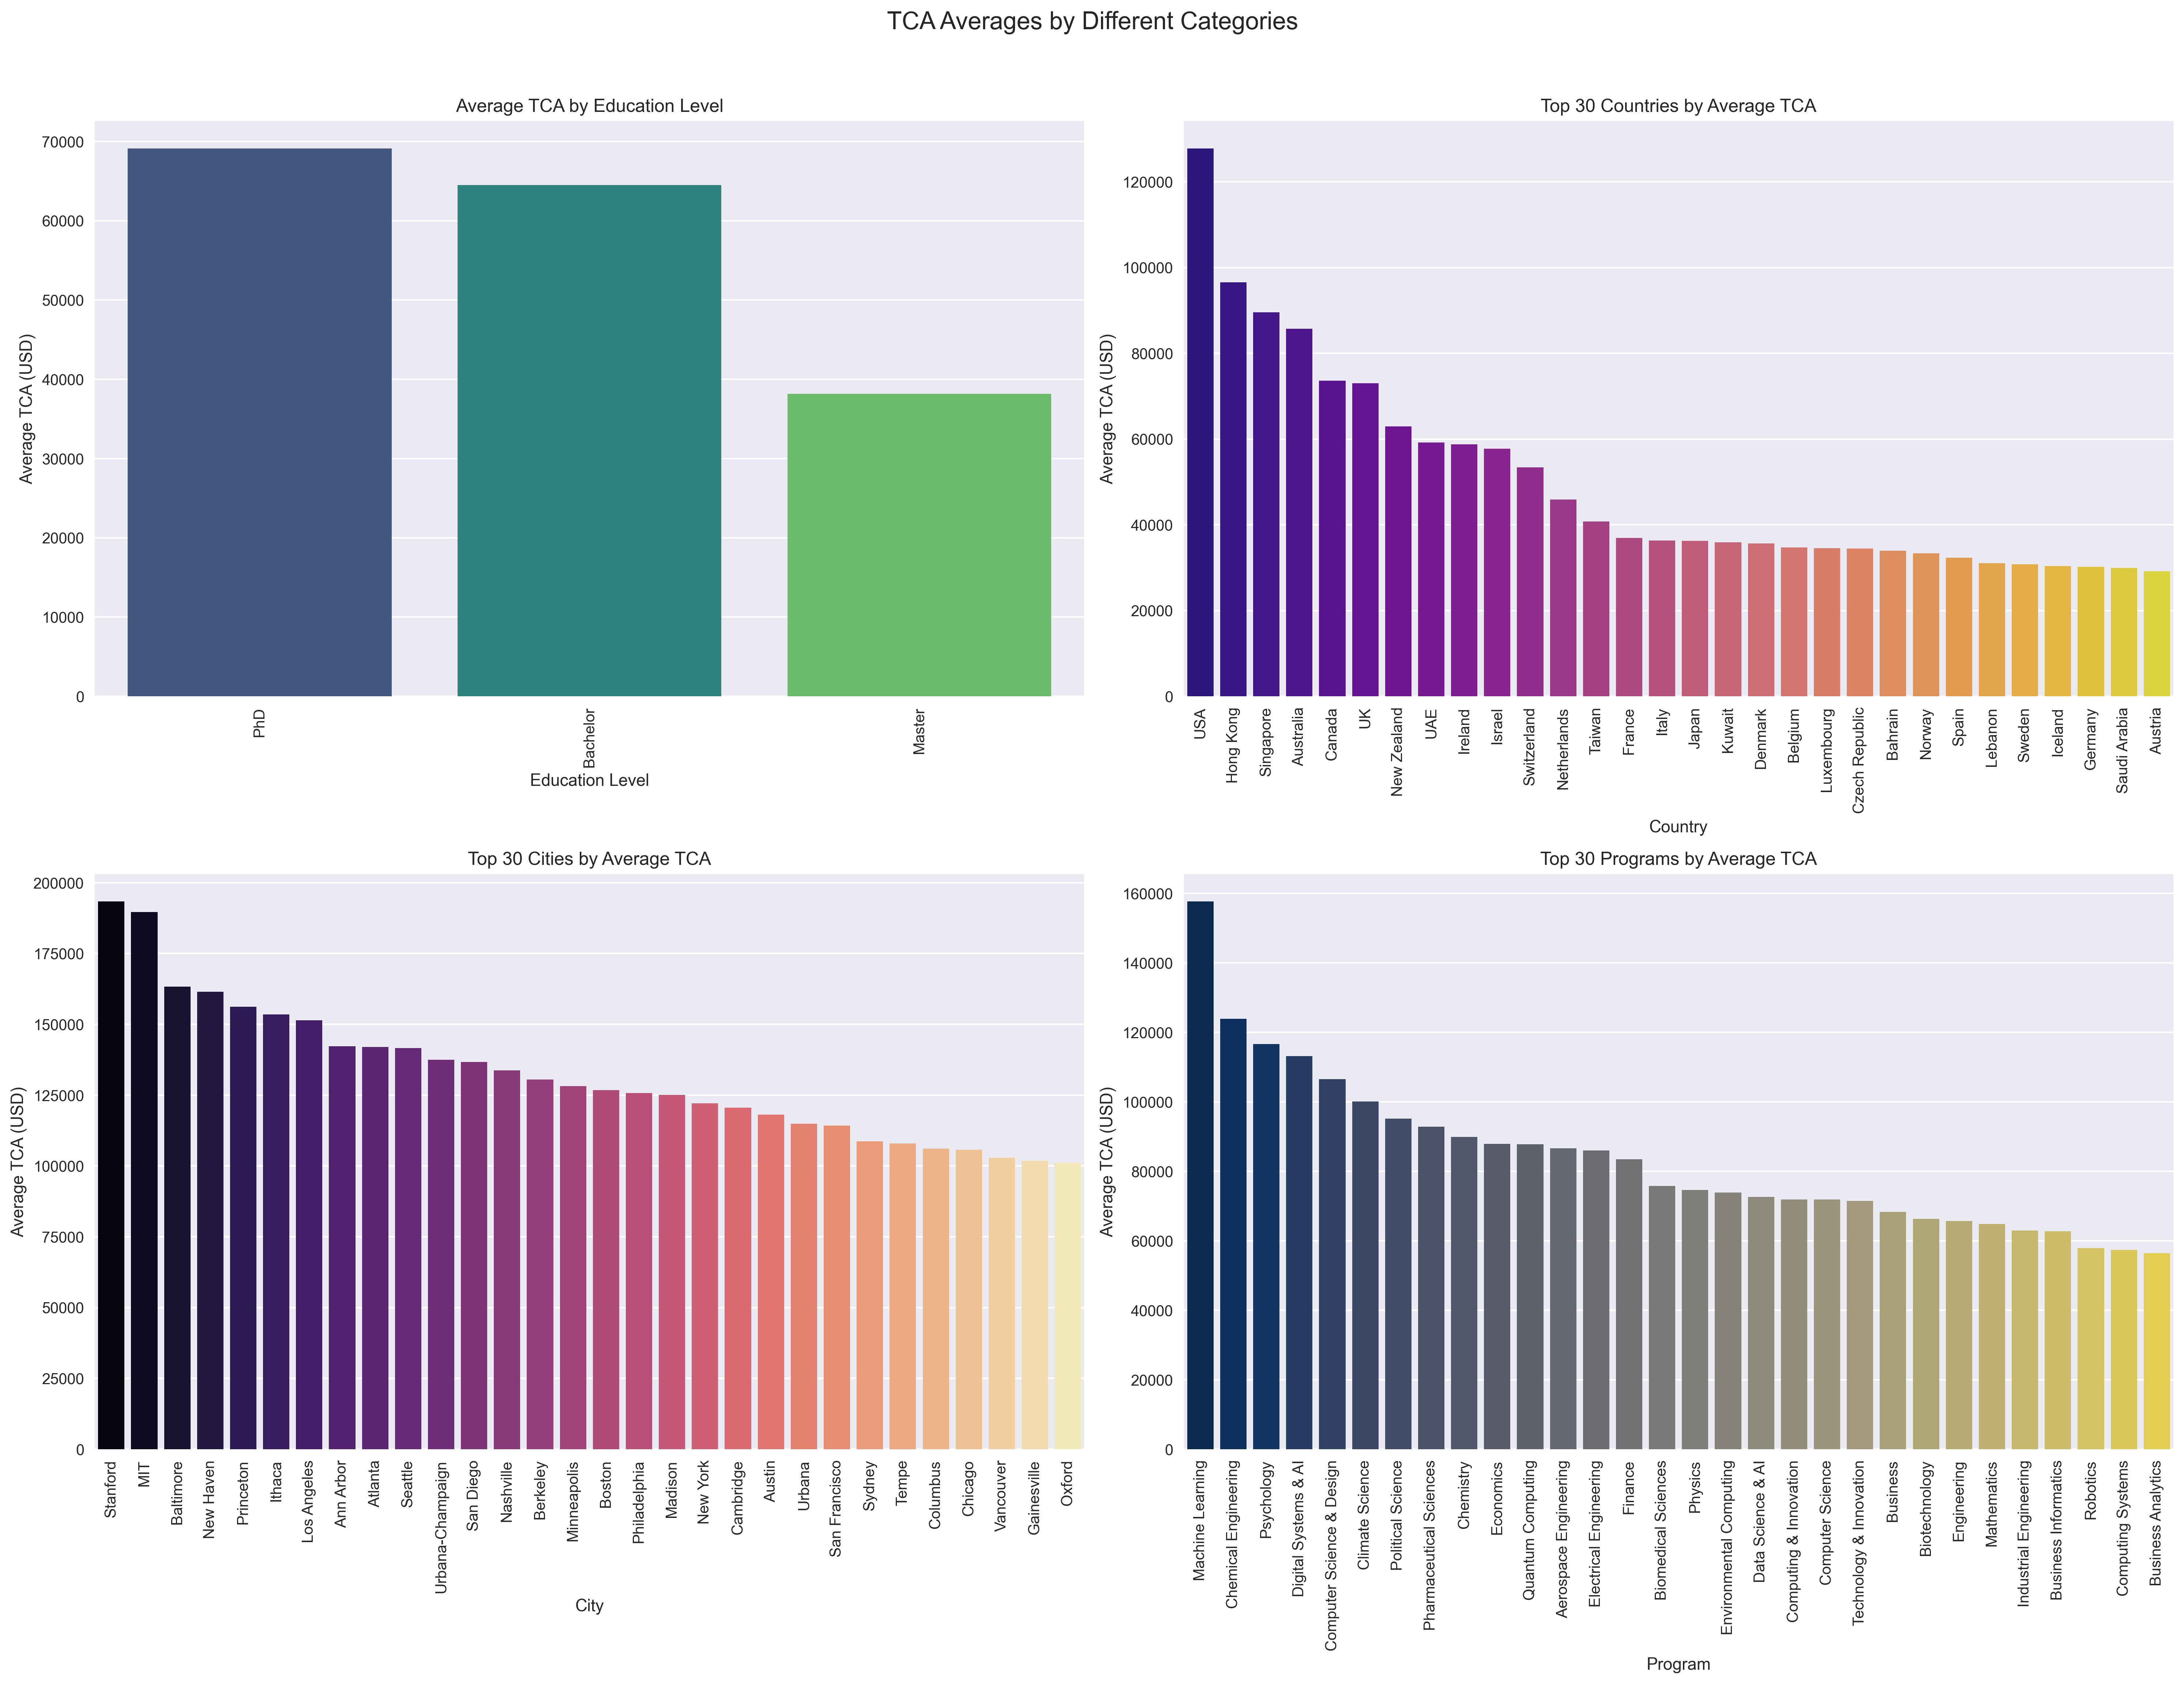 TCA Averages by Different Categories
Average TCA by Education Level
Average TCA (USD)
70000
60000
50000
40000
30000
20000
10000
0
PhD
Bachelor
Master
Education Level
Top 30 Countries by Average TCA
Average TCA (USD)
120000
100000
80000
60000
40000
20000
0
USA
Hong Kong
Singapore
Australia
Canada
UK
New Zealand
UAE
Ireland
Israel
Switzerland
Netherlands
Taiwan
France
Italy
Japan
Kuwait
Denmark
Belgium
Luxembourg
Czech Republic
Bahrain
Norway
Spain
Lebanon
Sweden
Iceland
Germany
Saudi Arabia
Austria
Country
Top 30 Cities by Average TCA
Average TCA (USD)
200000
175000
150000
125000
100000
75000
50000
25000
0
Stanford
MIT
Baltimore
New Haven
Princeton
Ithaca
Los Angeles
Ann Arbor
Atlanta
Seattle
Urbana-Champaign
San Diego
Nashville
Berkeley
Minneapolis
Boston
Philadelphia
Madison
New York
Cambridge
Austin
Urbana
San Francisco
Sydney
Tempe
Columbus
Chicago
Vancouver
Gainesville
Oxford
City
Top 30 Programs by Average TCA
Average TCA (USD)
160000
140000
120000
100000
80000
60000
40000
20000
0
Machine Learning
Chemical Engineering
Psychology
Digital Systems & AI
Computer Science & Design
Climate Science
Political Science
Pharmaceutical Sciences
Chemistry
Economics
Quantum Computing
Aerospace Engineering
Electrical Engineering
Finance
Biomedical Sciences
Physics
Environmental Computing
Data Science & AI
Computing & Innovation
Computer Science
Technology & Innovation
Business
Biotechnology
Engineering
Mathematics
Industrial Engineering
Business Informatics
Robotics
Computing Systems
Business Analytics
Program